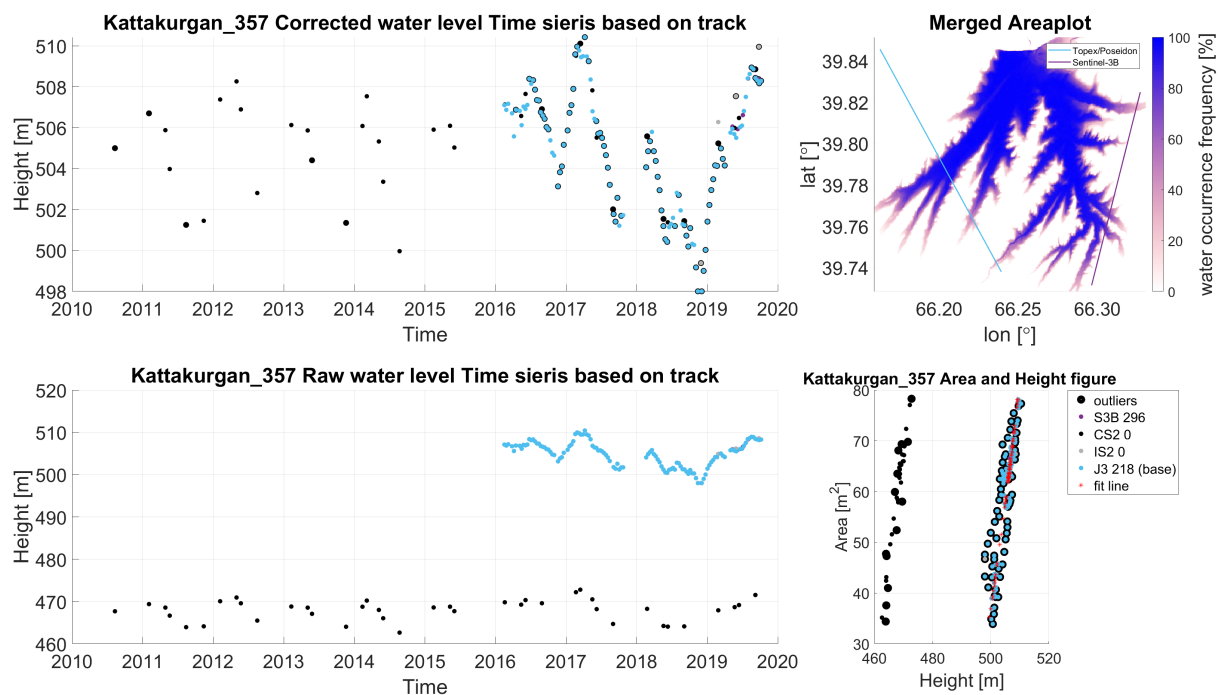 Kattakurgan_357 Corrected water level Time sieris based on track
510
508
506
504
502
500
498
2010 2011 2012 2013 2014 2015 2016 2017 2018 2019 2020
Height [m]
Time
Merged Areaplot
Topex/Poseidon
Sentinel-3B
39.84
39.82
39.80
39.78
39.76
39.74
66.20 66.25 66.30
lat [°]
lon [°]
100
80
60
40
20
0
water occurrence frequency [%]
Kattakurgan_357 Raw water level Time sieris based on track
520
510
500
490
480
470
460
2010 2011 2012 2013 2014 2015 2016 2017 2018 2019 2020
Height [m]
Time
Kattakurgan_357 Area and Height figure
80
70
60
50
40
30
460 480 500 520
Area [m²]
Height [m]
outliers
S3B 296
CS2 0
IS2 0
J3 218 (base)
fit line